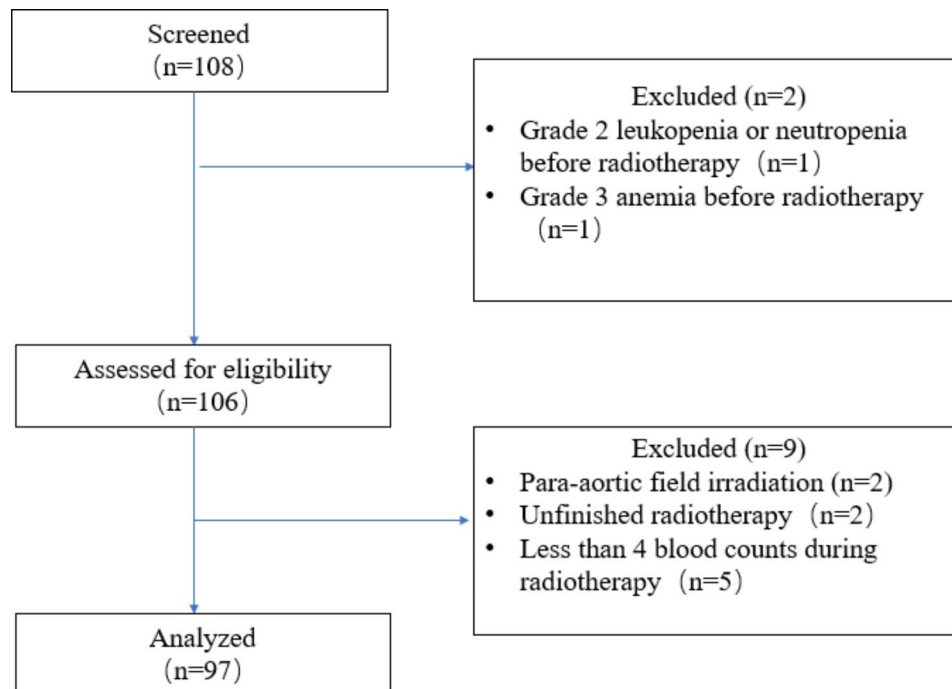 Screened
（n=108）
Excluded (n=2)
• Grade 2 leukopenia or neutropenia
before radiotherapy（n=1）
• Grade 3 anemia before radiotherapy
（n=1）
Assessed for eligibility
（n=106）
Excluded (n=9)
• Para-aortic field irradiation (n=2)
• Unfinished radiotherapy（n=2）
• Less than 4 blood counts during
radiotherapy（n=5）
Analyzed
（n=97）